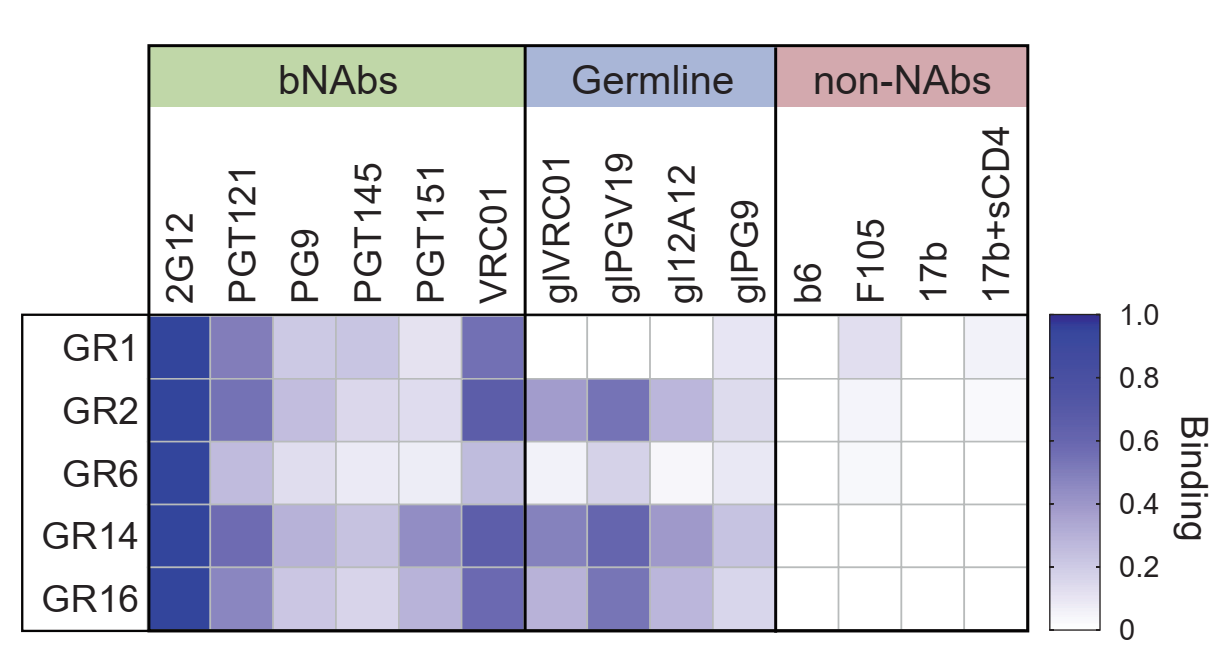 bNAbs Germline non-NAbs
2G12 PGT121 PG9 PGT145 PGT151 VRC01 glVRC01 glPGV19 gl12A12 glPG9 b6 F105 17b 17b+sCD4
GR1
GR2
GR6
GR14
GR16
1.0
0.8
0.6
0.4
0.2
0
Binding